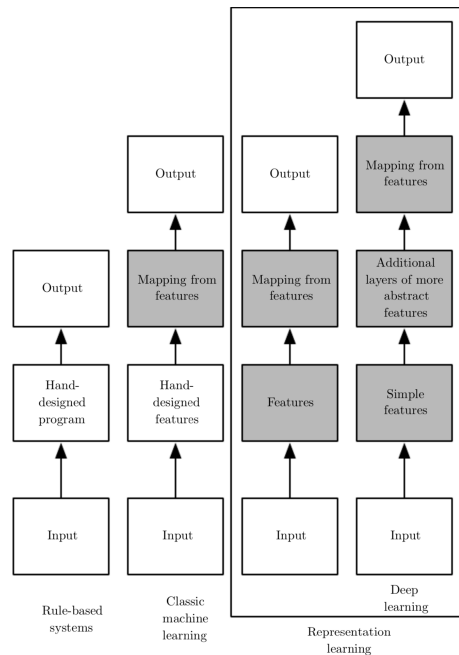 Output
Output
Output
Mapping from
features
Output
Mapping from
features
Mapping from
features
Additional
layers of more
abstract
features
Hand-
designed
program
Hand-
designed
features
Features
Simple
features
Input
Input
Input
Input
Rule-based
systems
Classic
machine
learning
Deep
learning
Representation
learning